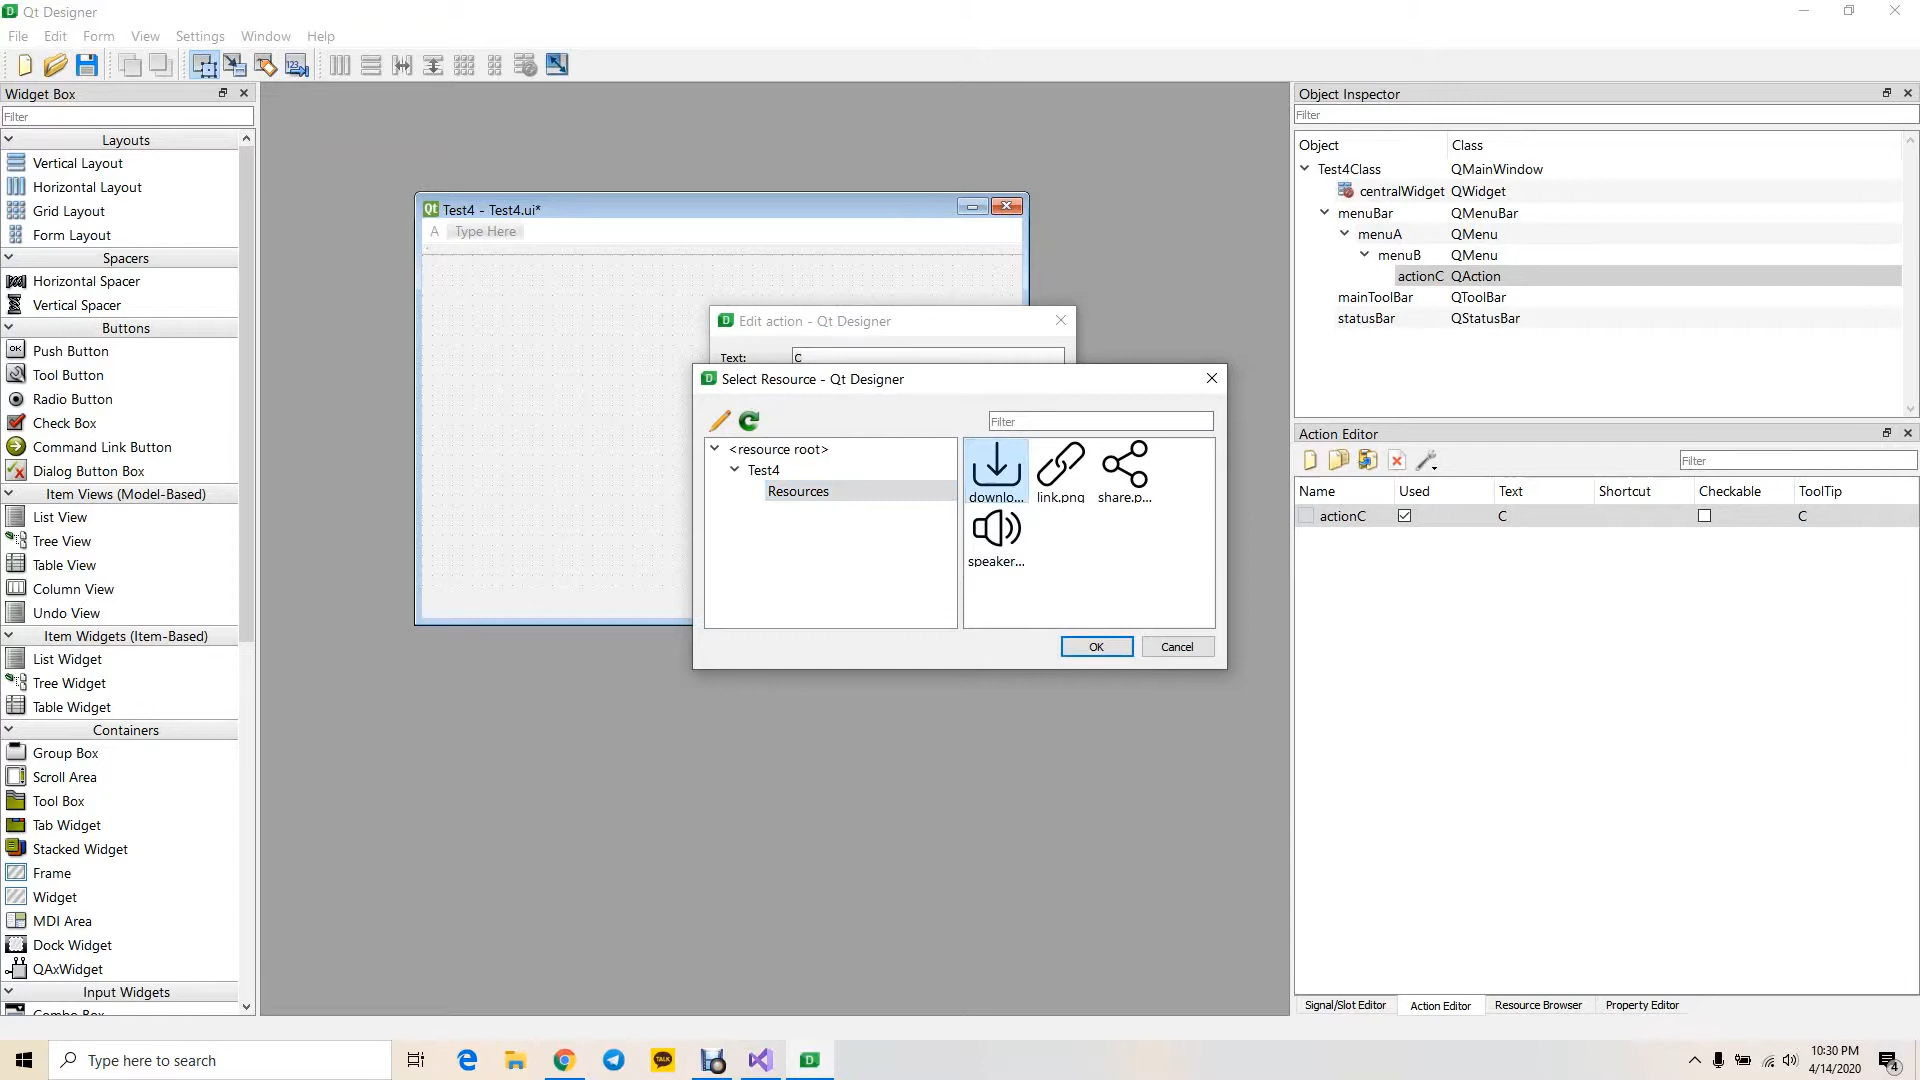 Qt Designer
File Edit Form View Settings Window Help
Widget Box
Filter
Layouts
Vertical Layout
Horizontal Layout
Grid Layout
Form Layout
Spacers
Horizontal Spacer
Vertical Spacer
Buttons
Push Button
Tool Button
Radio Button
Check Box
Command Link Button
Dialog Button Box
Item Views (Model-Based)
List View
Tree View
Table View
Column View
Undo View
Item Widgets (Item-Based)
List Widget
Tree Widget
Table Widget
Containers
Group Box
Scroll Area
Tool Box
Tab Widget
Stacked Widget
Frame
Widget
MDI Area
Dock Widget
QAxWidget
Input Widgets
Combo Box
Test4 - Test4.ui*
A Type Here
Edit action - Qt Designer
Text: C
Select Resource - Qt Designer
Filter
<resource root>
Test4
Resources
downlo... link.png share.p...
speaker...
OK Cancel
Object Inspector
Filter
Object Class
Test4Class QMainWindow
centralWidget QWidget
menuBar QMenuBar
menuA QMenu
menuB QMenu
actionC QAction
mainToolBar QToolBar
statusBar QStatusBar
Action Editor
Filter
Name Used Text Shortcut Checkable ToolTip
actionC C C
Signal/Slot Editor Action Editor Resource Browser Property Editor
Type here to search
TALK
10:30 PM
4/14/2020
4